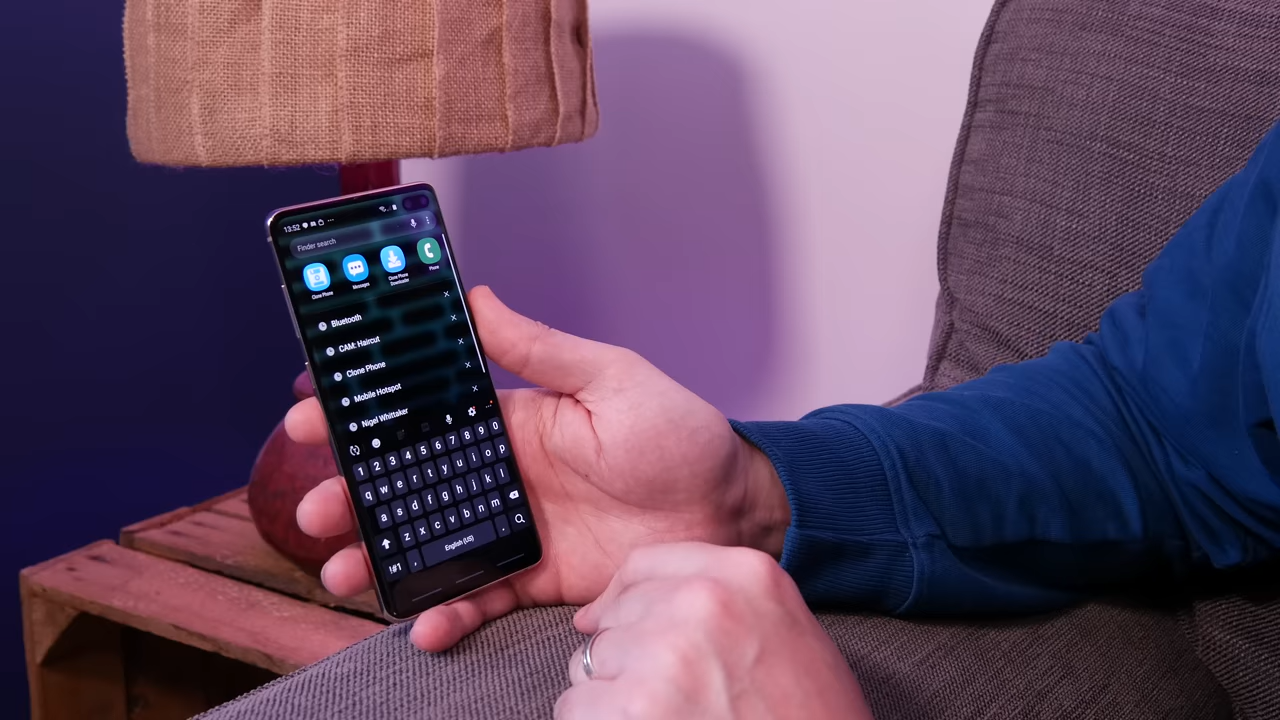 13:52
Finder search
Clone Phone
Messages
Clone Phone
Downloader
Phone
Bluetooth
CAM: Haircut
Clone Phone
Mobile Hotspot
Nigel Whittaker
1 2 3 4 5 6 7 8 9 0
q w e r t y u i o p
a s d f g h j k l
z x c v b n m
!#1 , English (US) .